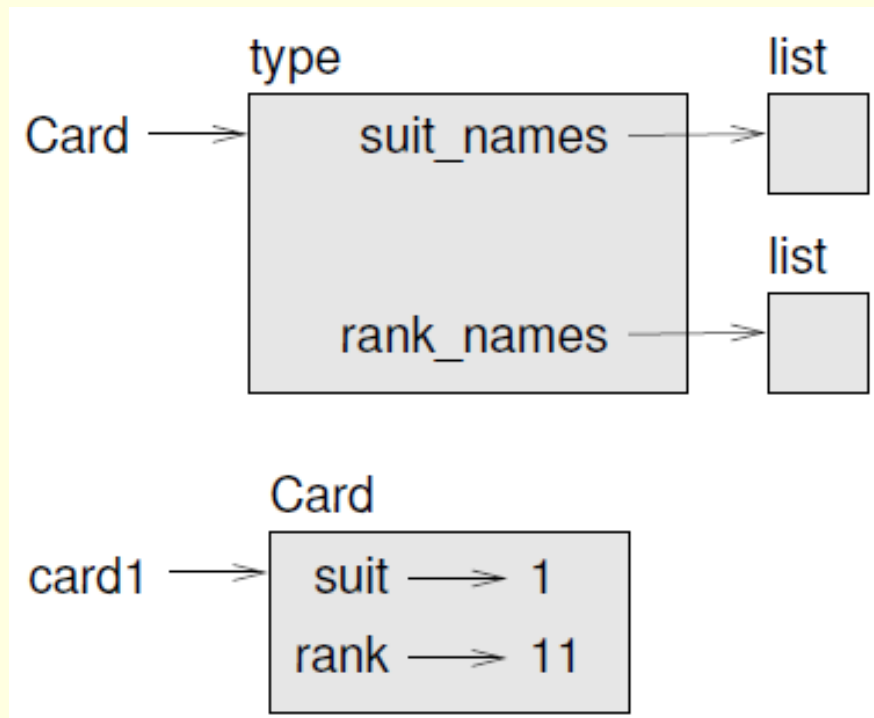 type list
Card suit_names
list
rank_names
Card
card1 suit 1
rank 11